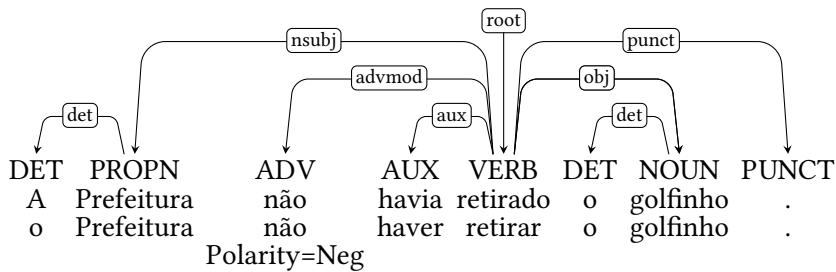 root
nsubj punct
advmod obj
det aux det
DET PROPN ADV AUX VERB DET NOUN PUNCT
A Prefeitura não havia retirado o golfinho .
o Prefeitura não haver retirar o golfinho .
Polarity=Neg